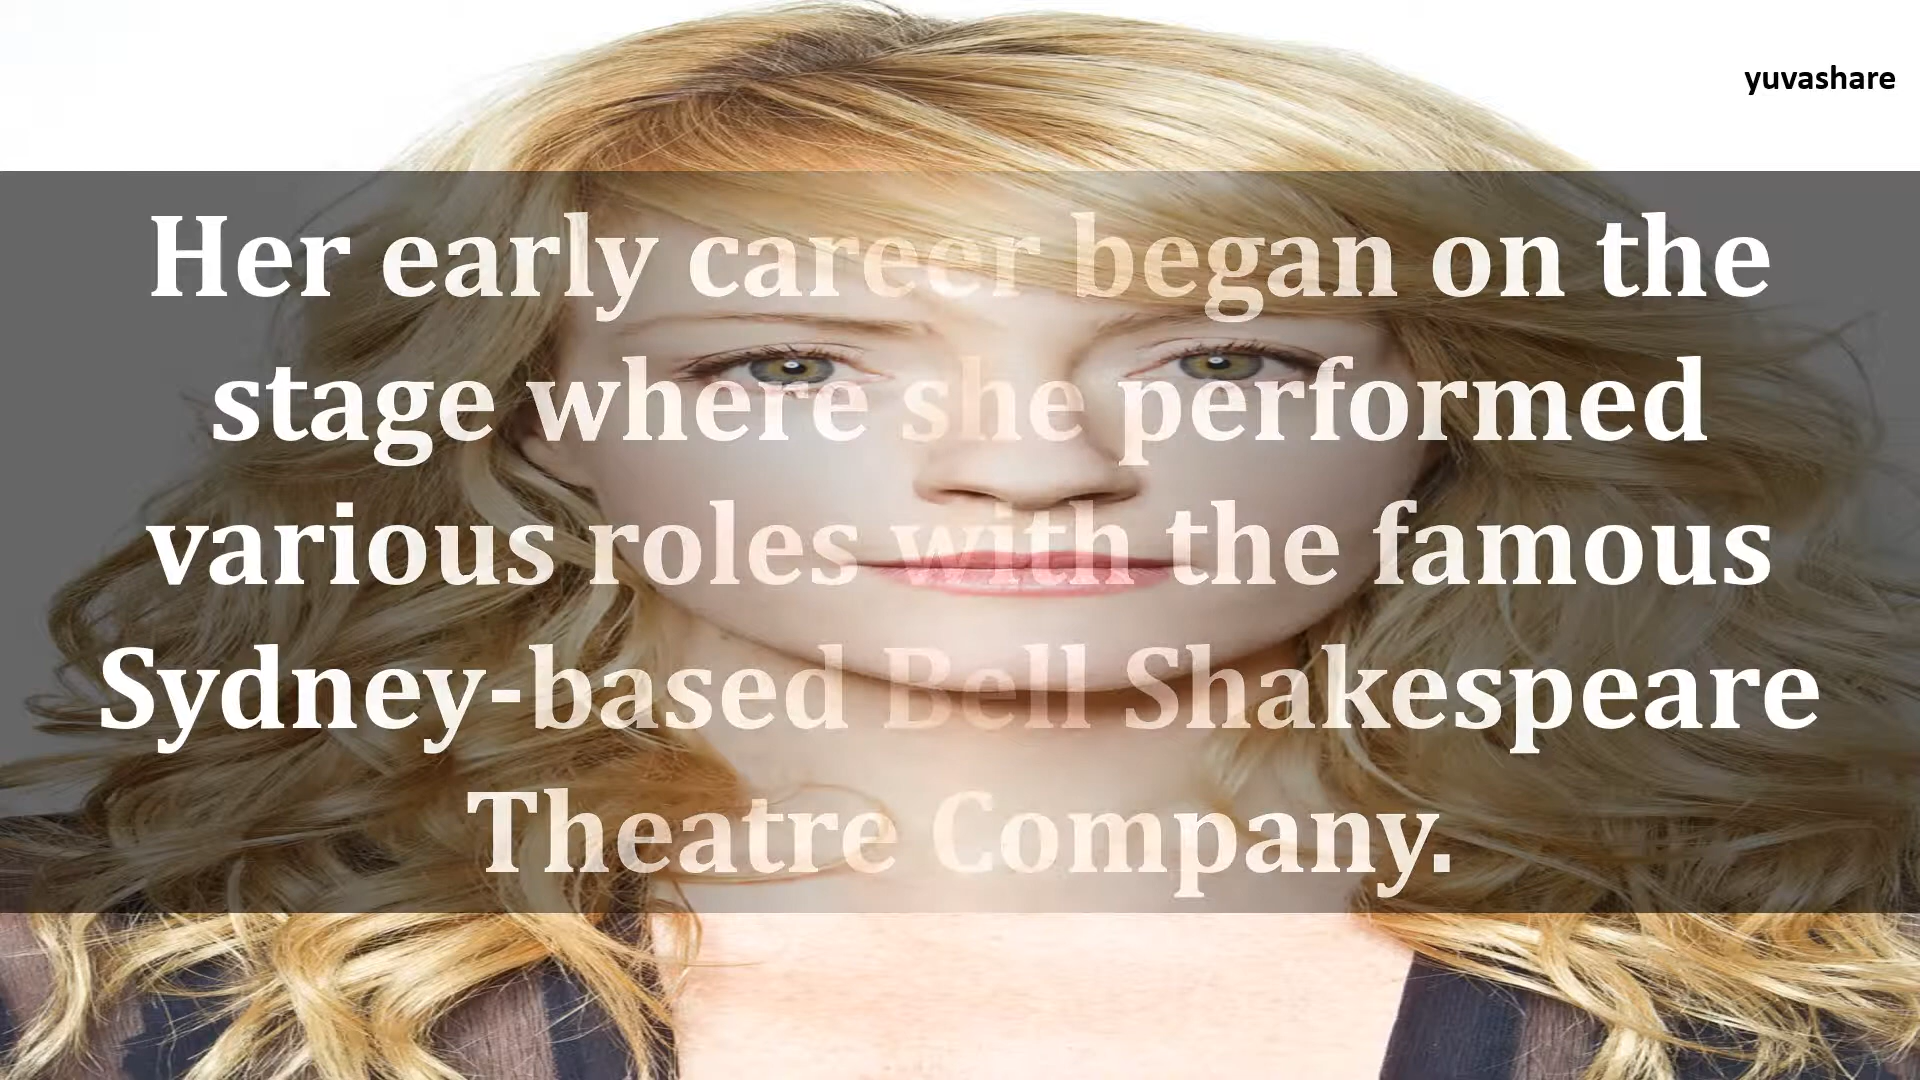 yuvashare
Her early career began on the
stage where she performed
various roles with the famous
Sydney-based Bell Shakespeare
Theatre Company.